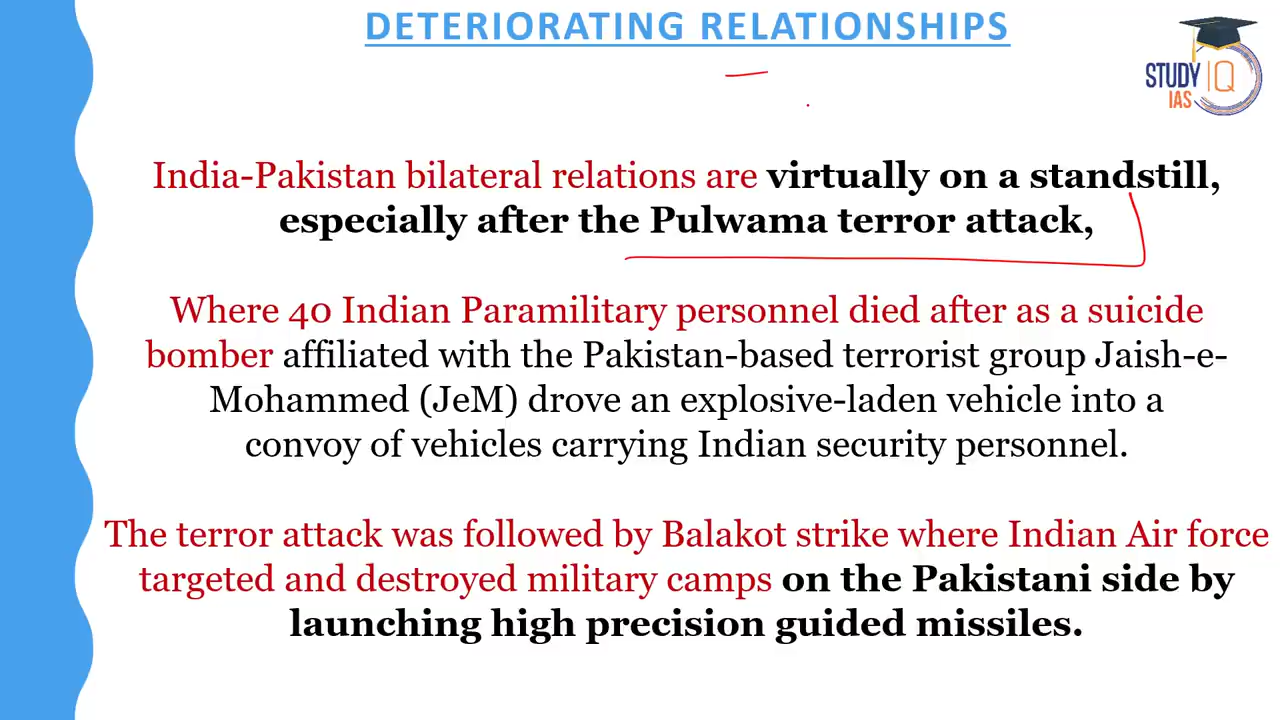 DETERIORATING RELATIONSHIPS
STUDY IQ
IAS
India-Pakistan bilateral relations are virtually on a standstill,
especially after the Pulwama terror attack,
Where 40 Indian Paramilitary personnel died after as a suicide
bomber affiliated with the Pakistan-based terrorist group Jaish-e-
Mohammed (JeM) drove an explosive-laden vehicle into a
convoy of vehicles carrying Indian security personnel.
The terror attack was followed by Balakot strike where Indian Air force
targeted and destroyed military camps on the Pakistani side by
launching high precision guided missiles.